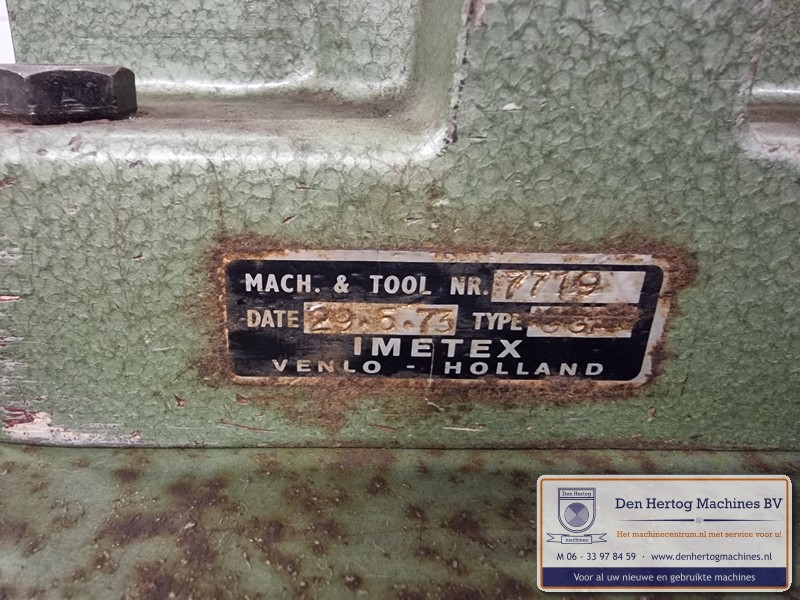 MACH. & TOOL NR. 7719
DATE 29.5.73 TYPE
IMETEX
VENLO - HOLLAND
Den Hertog
machines
Den Hertog Machines BV
Het machinecentrum.nl met service voor u!
M 06 - 33 97 84 59 · www.denhertogmachines.nl
Voor al uw nieuwe en gebruikte machines